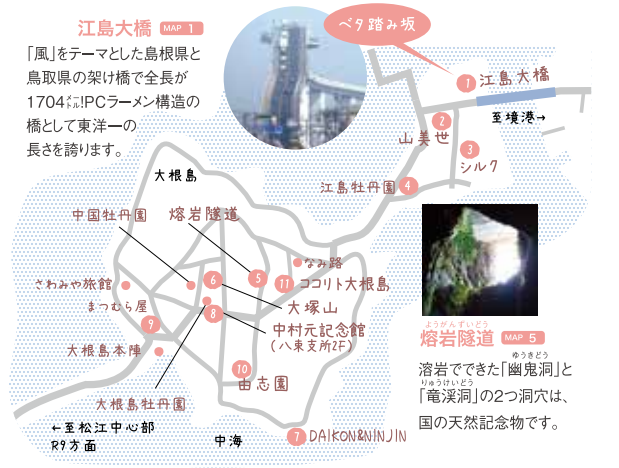 江島大橋 MAP 1
「風」をテーマとした島根県と
鳥取県の架け橋で全長が
1704㍍!PCラーメン構造の
橋として東洋一の
長さを誇ります。
ベタ踏み坂
1 江島大橋
至境港→
2
山美世
3
シルク
江島牡丹園 4
大根島
中国牡丹園
熔岩隧道
なみ路
5
11 ココリト大根島
6
大塚山
さわみや旅館
まつむら屋
9
8
中村元記念館
(八束支所2F)
大根島本陣
10
由志園
大根島牡丹園
←至松江中心部
R9方面
中海
7 DAIKON&NINJIN
ようがんずいどう
熔岩隧道 MAP 5
ゆうきどう
溶岩でできた「幽鬼洞」と
りゅうけいどう
「竜渓洞」の2つ洞穴は、
国の天然記念物です。